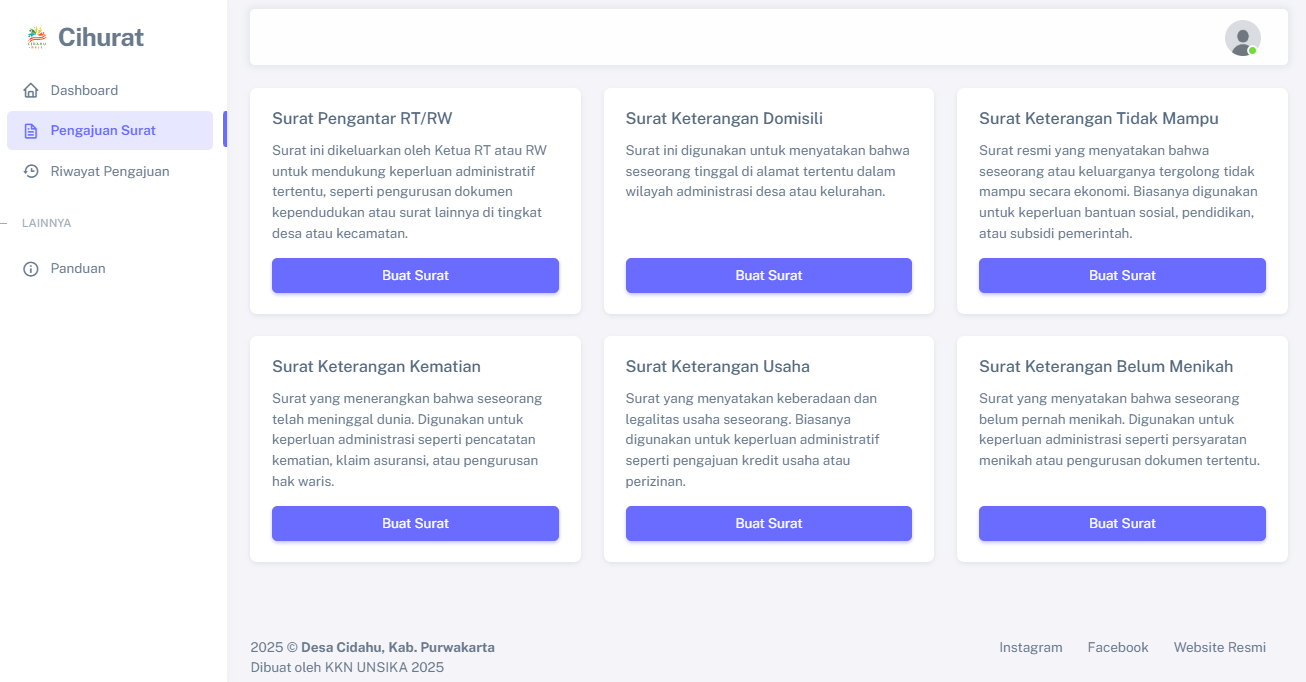 Cihurat
Dashboard
Pengajuan Surat
Riwayat Pengajuan
LAINNYA
Panduan
Surat Pengantar RT/RW
Surat ini dikeluarkan oleh Ketua RT atau RW
untuk mendukung keperluan administratif
tertentu, seperti pengurusan dokumen
kependudukan atau surat lainnya di tingkat
desa atau kecamatan.
Buat Surat
Surat Keterangan Domisili
Surat ini digunakan untuk menyatakan bahwa
seseorang tinggal di alamat tertentu dalam
wilayah administrasi desa atau kelurahan.
Buat Surat
Surat Keterangan Tidak Mampu
Surat resmi yang menyatakan bahwa
seseorang atau keluarganya tergolong tidak
mampu secara ekonomi. Biasanya digunakan
untuk keperluan bantuan sosial, pendidikan,
atau subsidi pemerintah.
Buat Surat
Surat Keterangan Kematian
Surat yang menerangkan bahwa seseorang
telah meninggal dunia. Digunakan untuk
keperluan administrasi seperti pencatatan
kematian, klaim asuransi, atau pengurusan
hak waris.
Buat Surat
Surat Keterangan Usaha
Surat yang menyatakan keberadaan dan
legalitas usaha seseorang. Biasanya
digunakan untuk keperluan administratif
seperti pengajuan kredit usaha atau
perizinan.
Buat Surat
Surat Keterangan Belum Menikah
Surat yang menyatakan bahwa seseorang
belum pernah menikah. Digunakan untuk
keperluan administrasi seperti persyaratan
menikah atau pengurusan dokumen tertentu.
Buat Surat
2025 © Desa Cidahu, Kab. Purwakarta
Dibuat oleh KKN UNSIKA 2025
Instagram
Facebook
Website Resmi